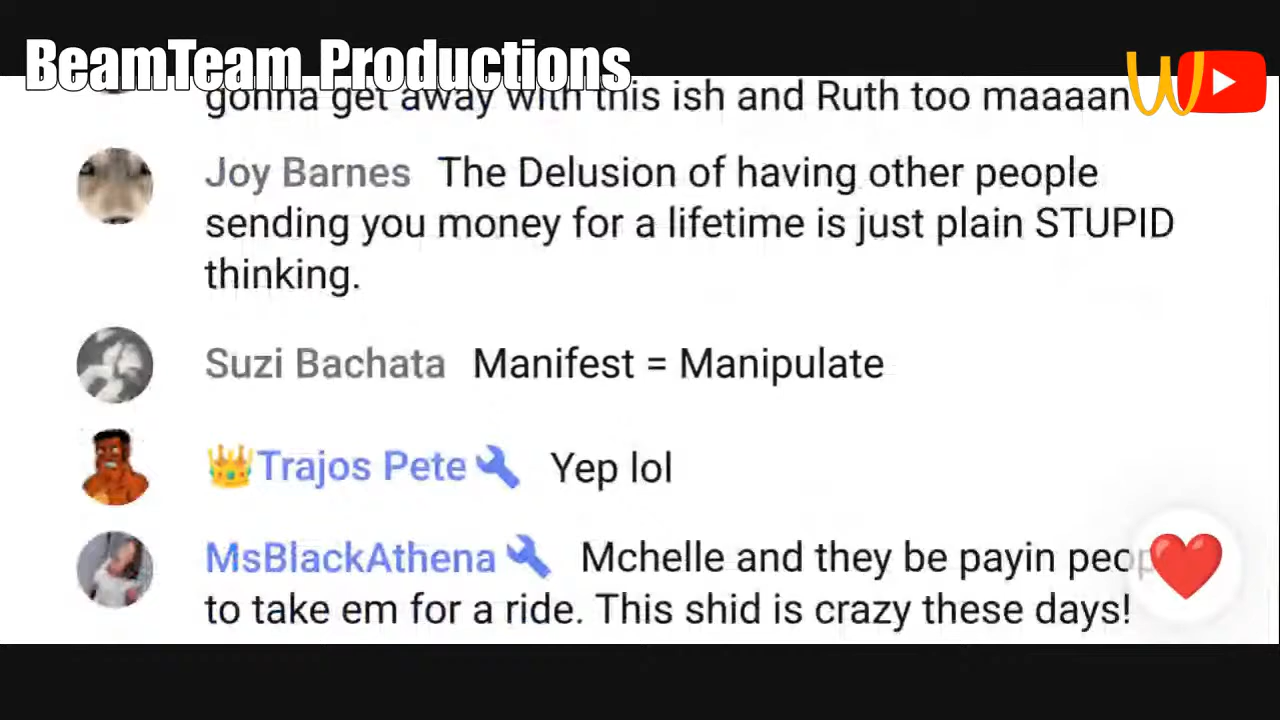 BeamTeam Productions
gonna get away with this ish and Ruth too maaaan
Joy Barnes The Delusion of having other people
sending you money for a lifetime is just plain STUPID
thinking.
Suzi Bachata Manifest = Manipulate
👑Trajos Pete🔧 Yep lol
MsBlackAthena🔧 Mchelle and they be payin peop
to take em for a ride. This shid is crazy these days!